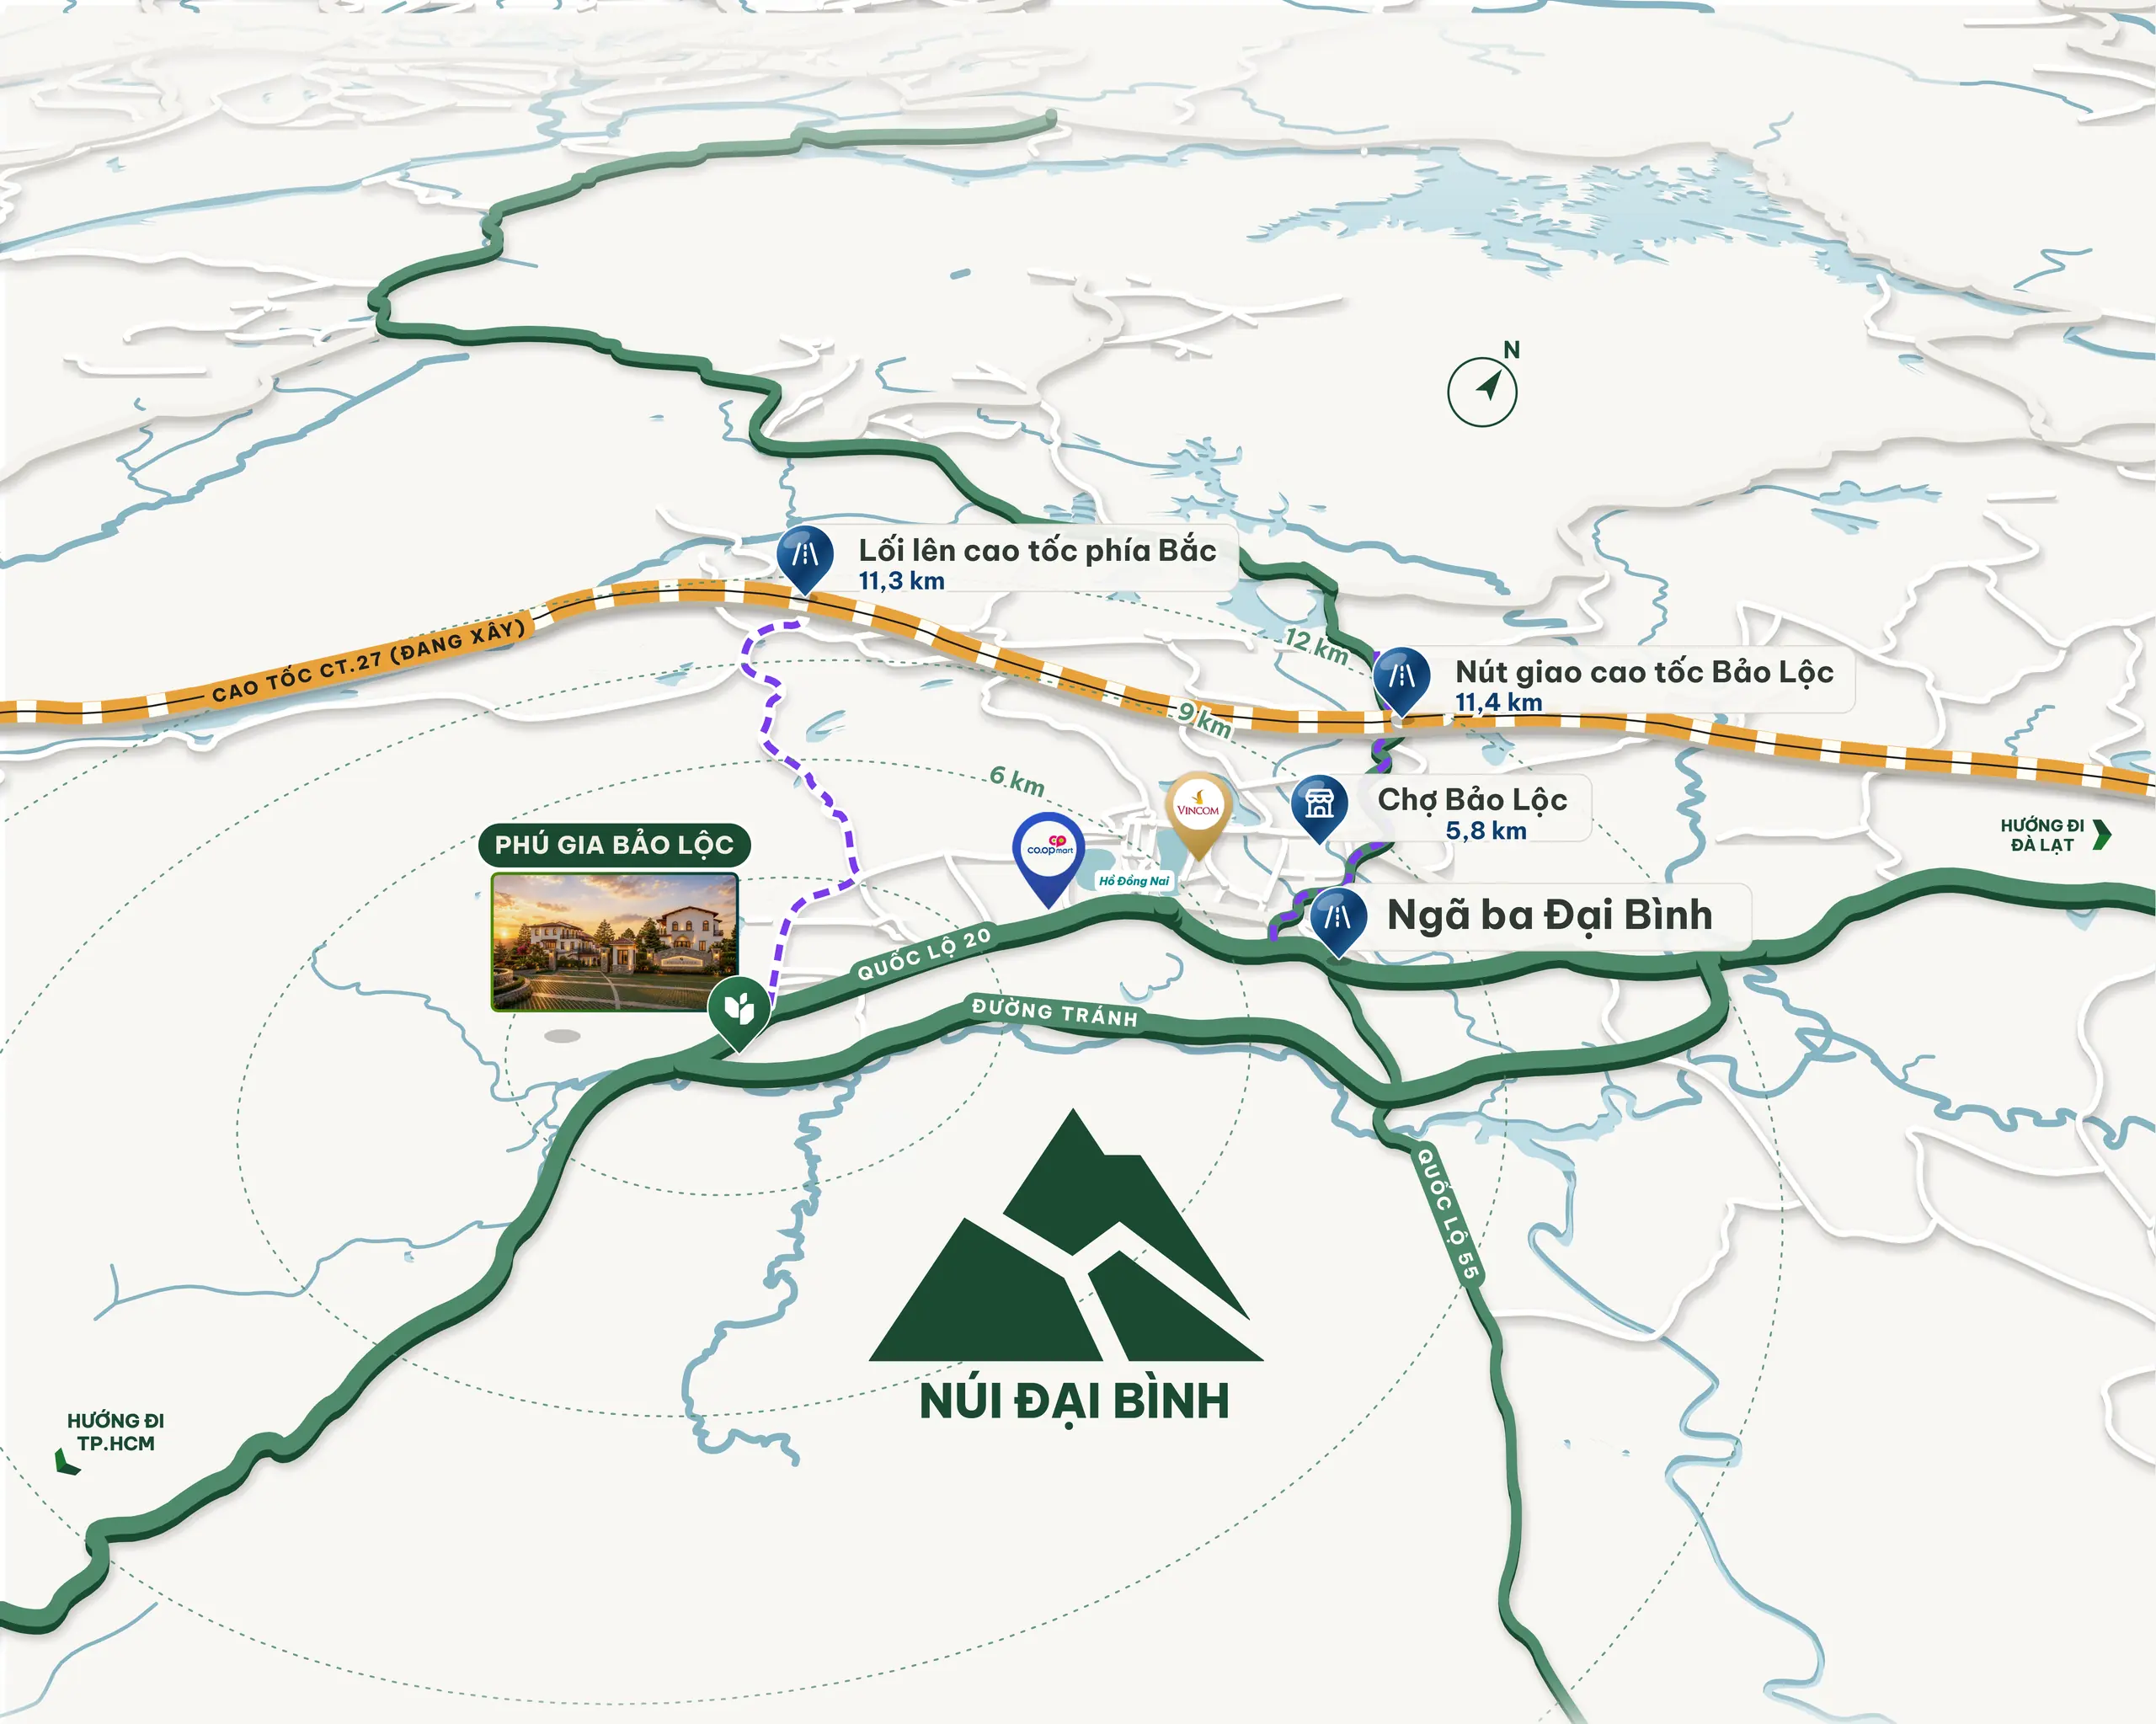 N
Lối lên cao tốc phía Bắc
11,3 km
CAO TỐC CT.27 (ĐANG XÂY)
12 km
Nút giao cao tốc Bảo Lộc
11,4 km
9 km
6 km
VINCOM
Chợ Bảo Lộc
5,8 km
PHÚ GIA BẢO LỘC
co.opmart
Hồ Đồng Nai
HƯỚNG ĐI
ĐÀ LẠT
Ngã ba Đại Bình
QUỐC LỘ 20
ĐƯỜNG TRÁNH
QUỐC LỘ 55
NÚI ĐẠI BÌNH
HƯỚNG ĐI
TP.HCM